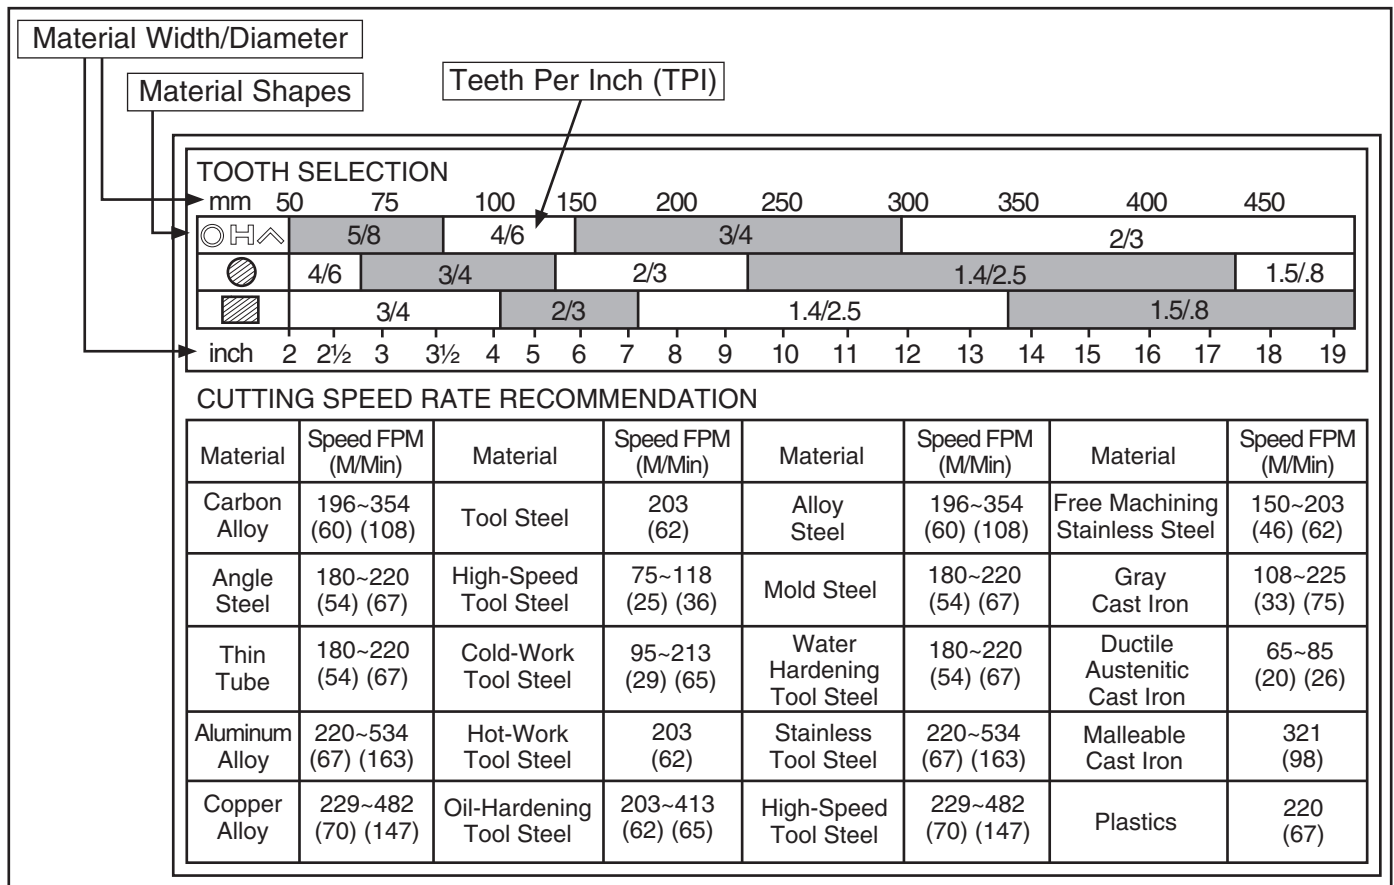 Material Width/Diameter
Material Shapes
Teeth Per Inch (TPI)
TOOTH SELECTION
mm 50 75 100 150 200 250 300 350 400 450
5/8 4/6 3/4 2/3
4/6 3/4 2/3 1.4/2.5 1.5/.8
3/4 2/3 1.4/2.5 1.5/.8
inch 2 2½ 3 3½ 4 5 6 7 8 9 10 11 12 13 14 15 16 17 18 19
CUTTING SPEED RATE RECOMMENDATION
Material Speed FPM (M/Min) Material Speed FPM (M/Min) Material Speed FPM (M/Min) Material Speed FPM (M/Min)
Carbon Alloy 196~354 (60) (108) Tool Steel 203 (62) Alloy Steel 196~354 (60) (108) Free Machining Stainless Steel 150~203 (46) (62)
Angle Steel 180~220 (54) (67) High-Speed Tool Steel 75~118 (25) (36) Mold Steel 180~220 (54) (67) Gray Cast Iron 108~225 (33) (75)
Thin Tube 180~220 (54) (67) Cold-Work Tool Steel 95~213 (29) (65) Water Hardening Tool Steel 180~220 (54) (67) Ductile Austenitic Cast Iron 65~85 (20) (26)
Aluminum Alloy 220~534 (67) (163) Hot-Work Tool Steel 203 (62) Stainless Tool Steel 220~534 (67) (163) Malleable Cast Iron 321 (98)
Copper Alloy 229~482 (70) (147) Oil-Hardening Tool Steel 203~413 (62) (65) High-Speed Tool Steel 229~482 (70) (147) Plastics 220 (67)